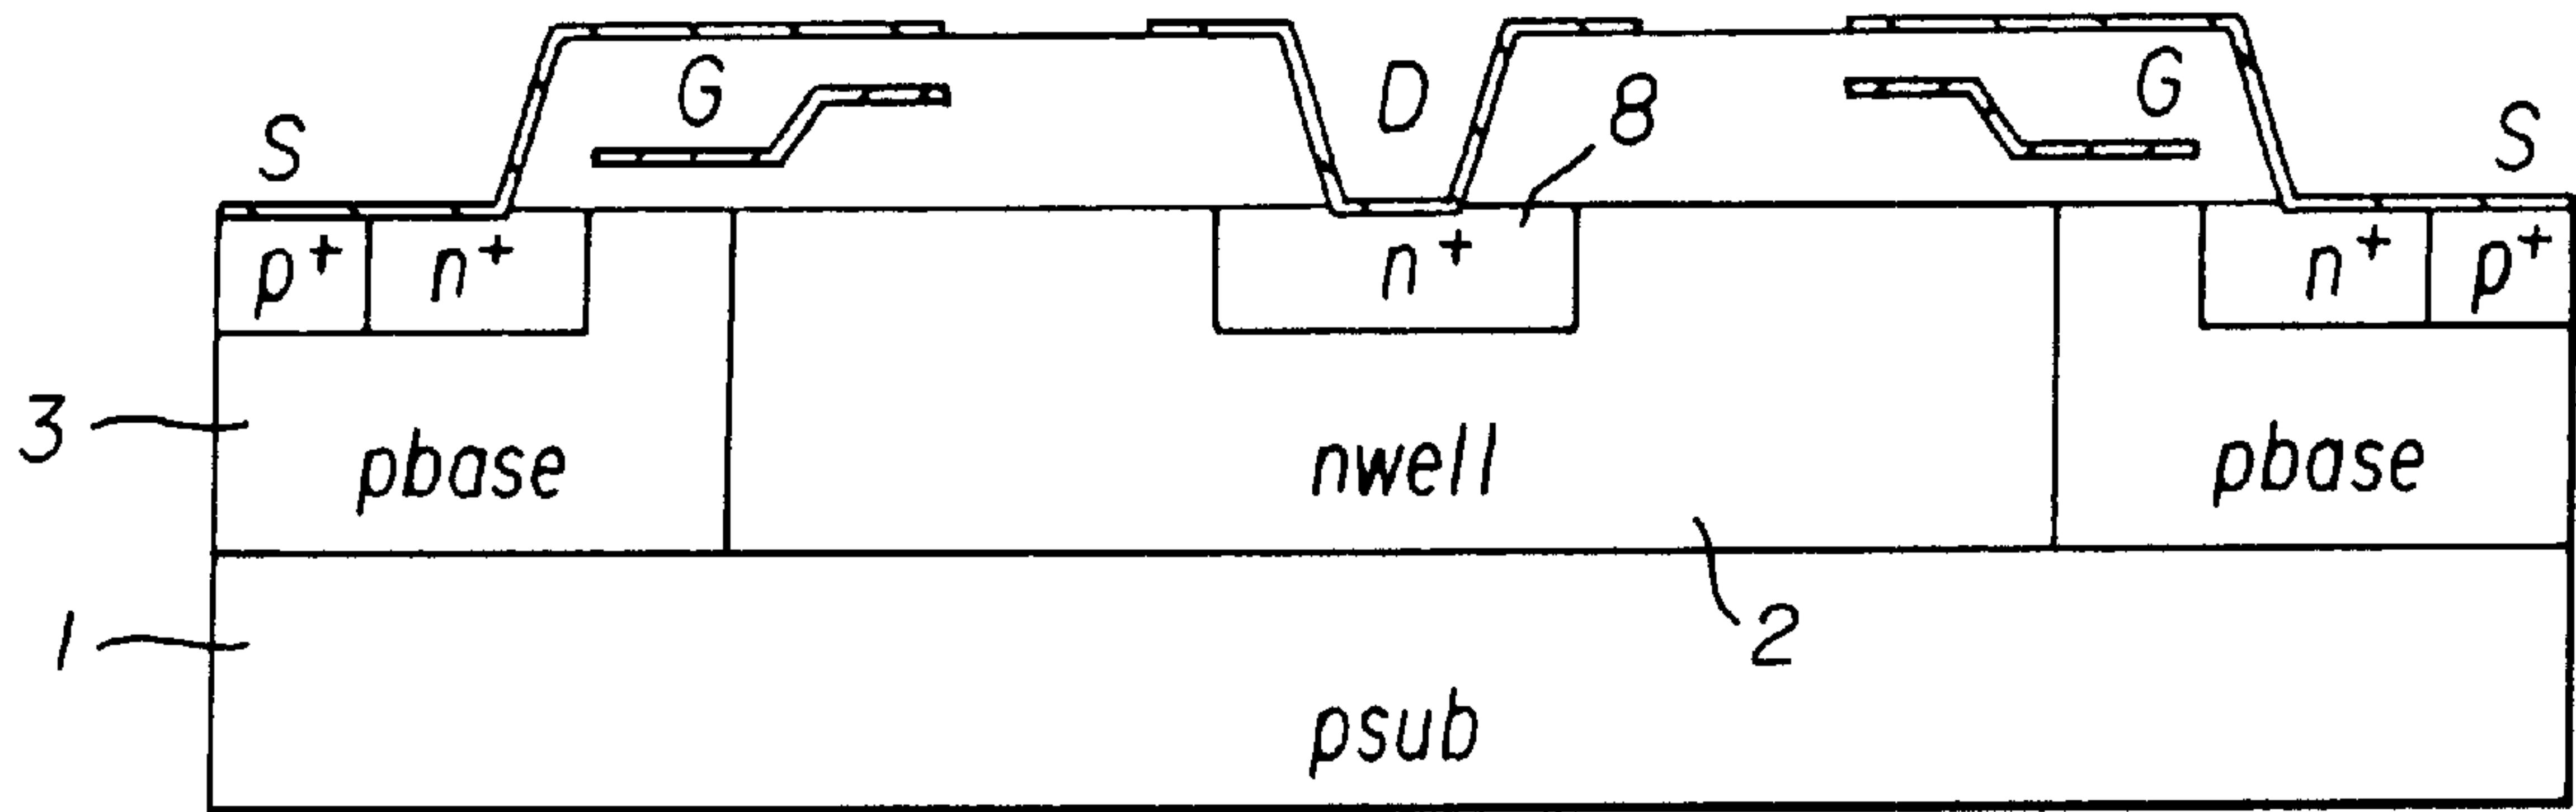 G D 8 G
S S
p+ n+ n+ n+ p+
3 pbase nwell pbase
1 2
psub